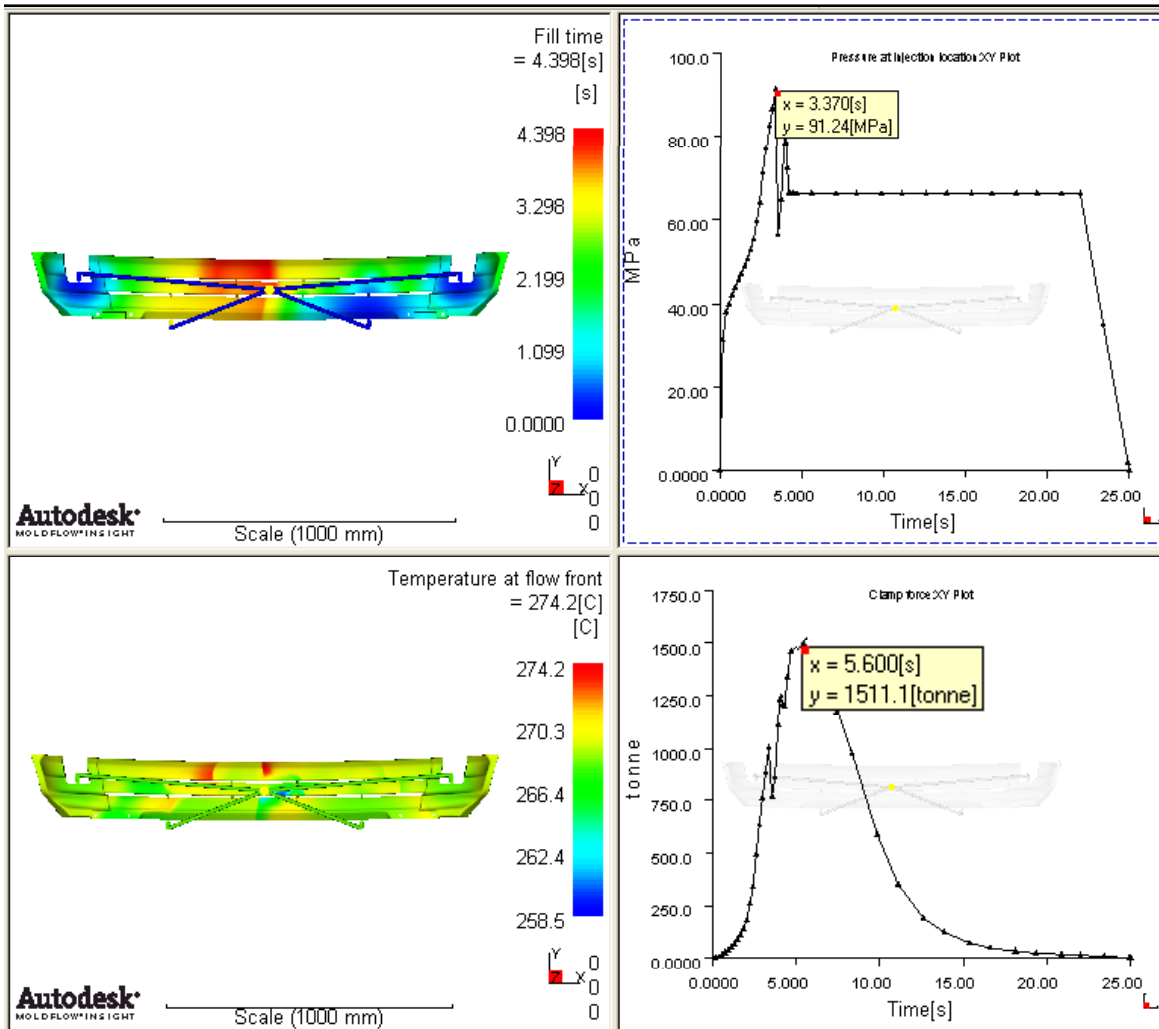 Fill time
= 4.398[s]
[s]
4.398
3.298
2.199
1.099
0.0000
Y
Z X
0
0
0
Autodesk
MOLDFLOW INSIGHT
Scale (1000 mm)
Pressure at injection location:XY Plot
100.0
80.00
60.00
40.00
20.00
0.0000
MPa
x = 3.370[s]
y = 91.24[MPa]
0.0000 5.000 10.00 15.00 20.00 25.00
Time[s]
Temperature at flow front
= 274.2[C]
[C]
274.2
270.3
266.4
262.4
258.5
Y
Z X
0
0
0
Autodesk
MOLDFLOW INSIGHT
Scale (1000 mm)
Clamp force:XY Plot
1750.0
1500.0
1250.0
1000.0
750.0
500.0
250.0
0.0000
tonne
x = 5.600[s]
y = 1511.1[tonne]
0.0000 5.000 10.00 15.00 20.00 25.00
Time[s]